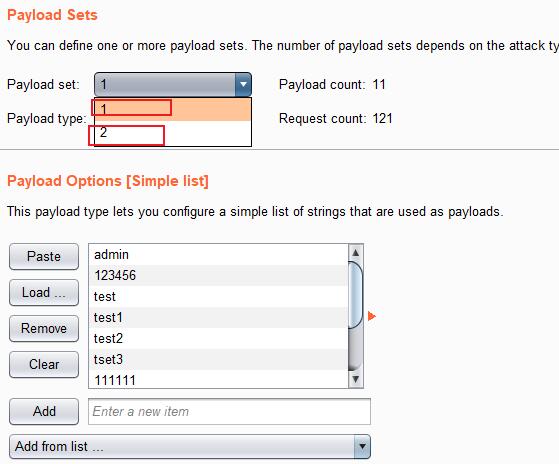 Payload Sets
You can define one or more payload sets. The number of payload sets depends on the attack ty
Payload set: 1 Payload count: 11
1
Payload type: Request count: 121
2
Payload Options [Simple list]
This payload type lets you configure a simple list of strings that are used as payloads.
Paste
Load ...
Remove
Clear
admin
123456
test
test1
test2
tset3
111111
Add Enter a new item
Add from list ...